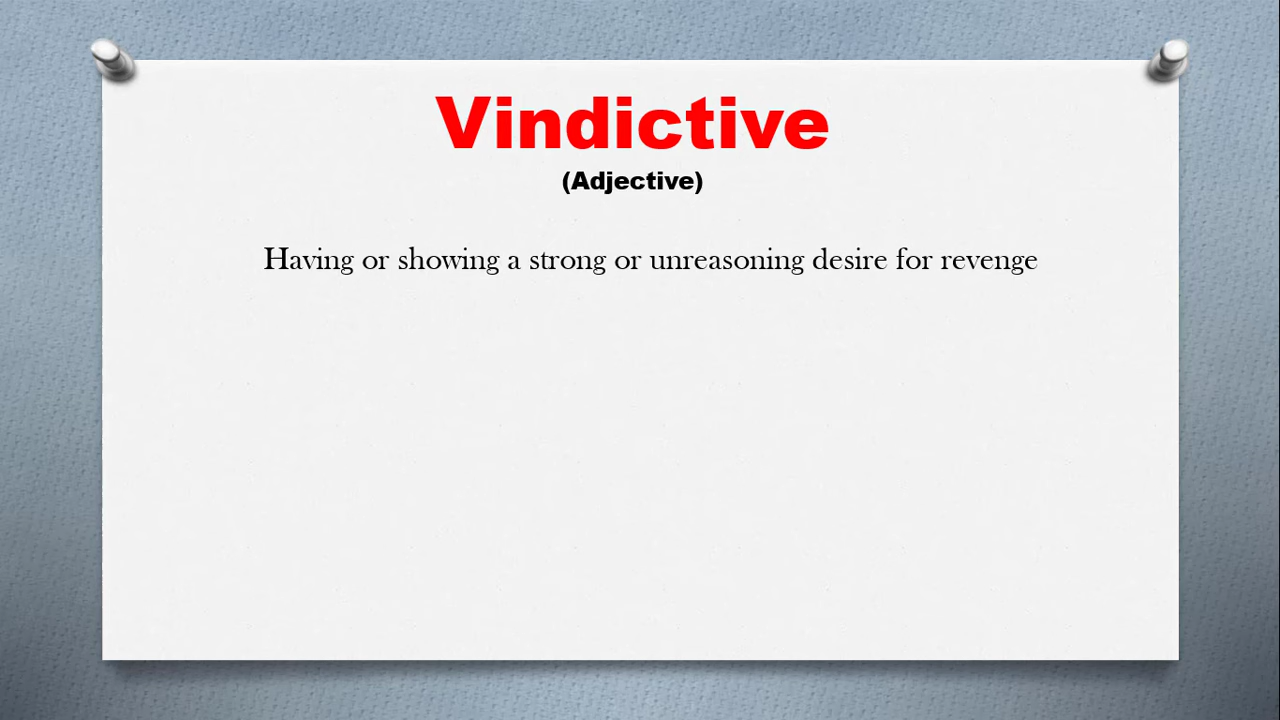 Vindictive
(Adjective)
Having or showing a strong or unreasoning desire for revenge